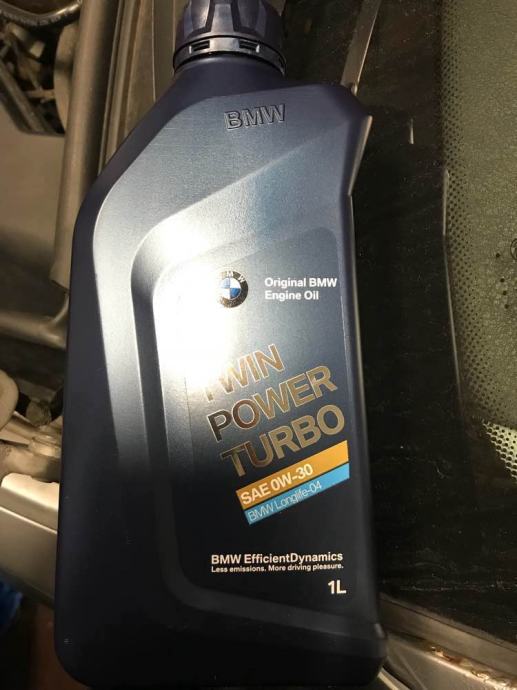 BMW
BMW
Original BMW
Engine Oil
TWIN
POWER
TURBO
SAE 0W-30
BMW Longlife-04
BMW EfficientDynamics
Less emissions. More driving pleasure.
1L